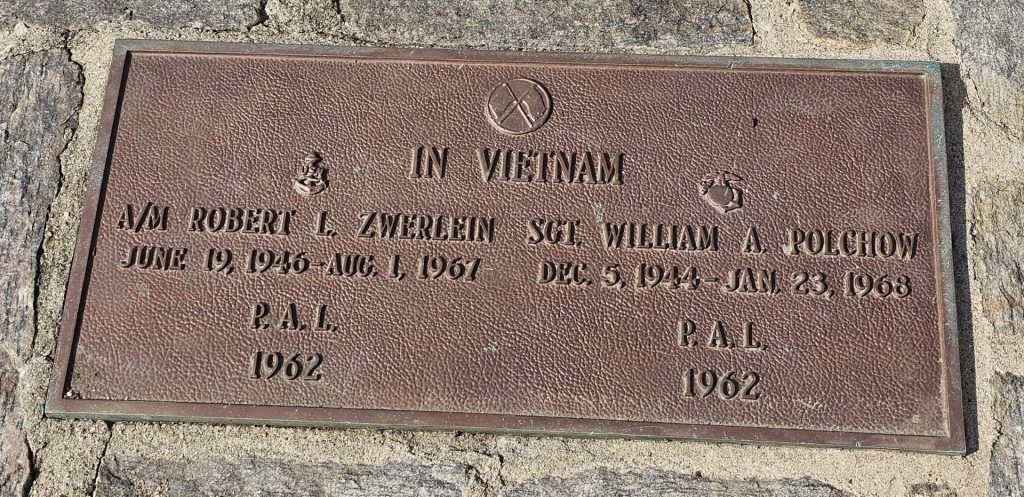 IN VIETNAM
A/M ROBERT L. ZWERLEIN
JUNE 19, 1946-AUG. 1, 1967
P. A. L.
1962
SGT. WILLIAM A. POLCHOW
DEC. 5, 1944-JAN. 23, 1968
P. A. L.
1962